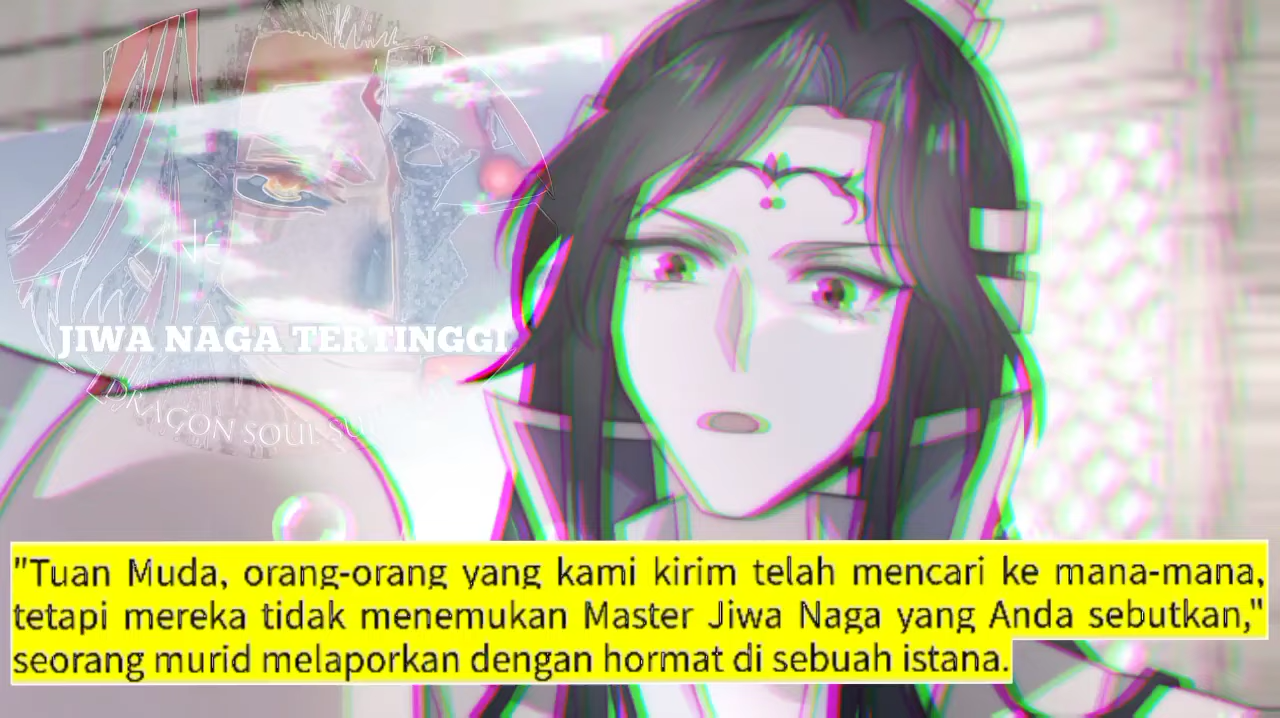 JIWA NAGA TERTINGGI
DRAGON SOUL
"Tuan Muda, orang-orang yang kami kirim telah mencari ke mana-mana,
tetapi mereka tidak menemukan Master Jiwa Naga yang Anda sebutkan,"
seorang murid melaporkan dengan hormat di sebuah istana.